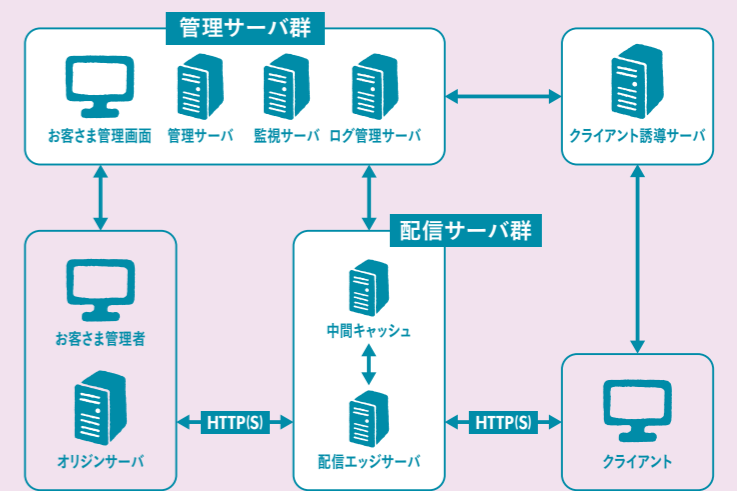 管理サーバ群
お客さま管理画面
管理サーバ
監視サーバ
ログ管理サーバ
クライアント誘導サーバ
配信サーバ群
お客さま管理者
中間キャッシュ
HTTP(S)
HTTP(S)
オリジンサーバ
配信エッジサーバ
クライアント